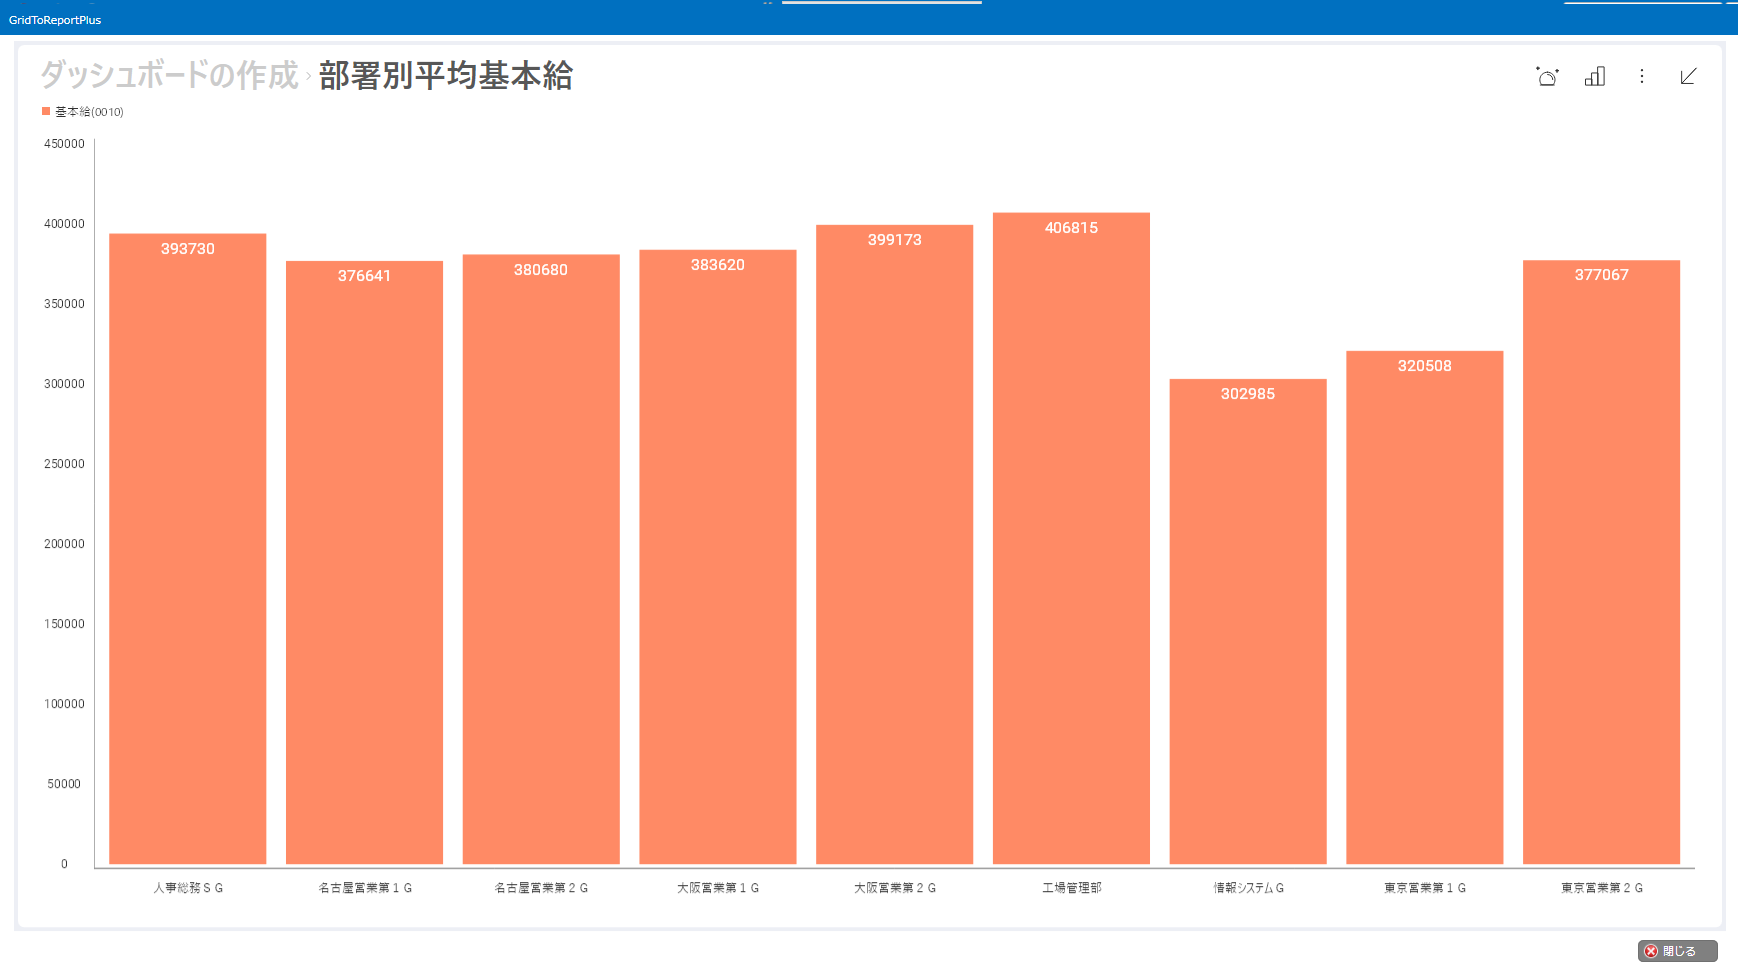 GridToReportPlus
ダッシュボードの作成 › 部署別平均基本給
基本給(0010)
450000
400000
350000
300000
250000
200000
150000
100000
50000
0
393730
376641
380680
383620
399173
406815
302985
320508
377067
人事総務ＳＧ
名古屋営業第１Ｇ
名古屋営業第２Ｇ
大阪営業第１Ｇ
大阪営業第２Ｇ
工場管理部
情報システムＧ
東京営業第１Ｇ
東京営業第２Ｇ
閉じる